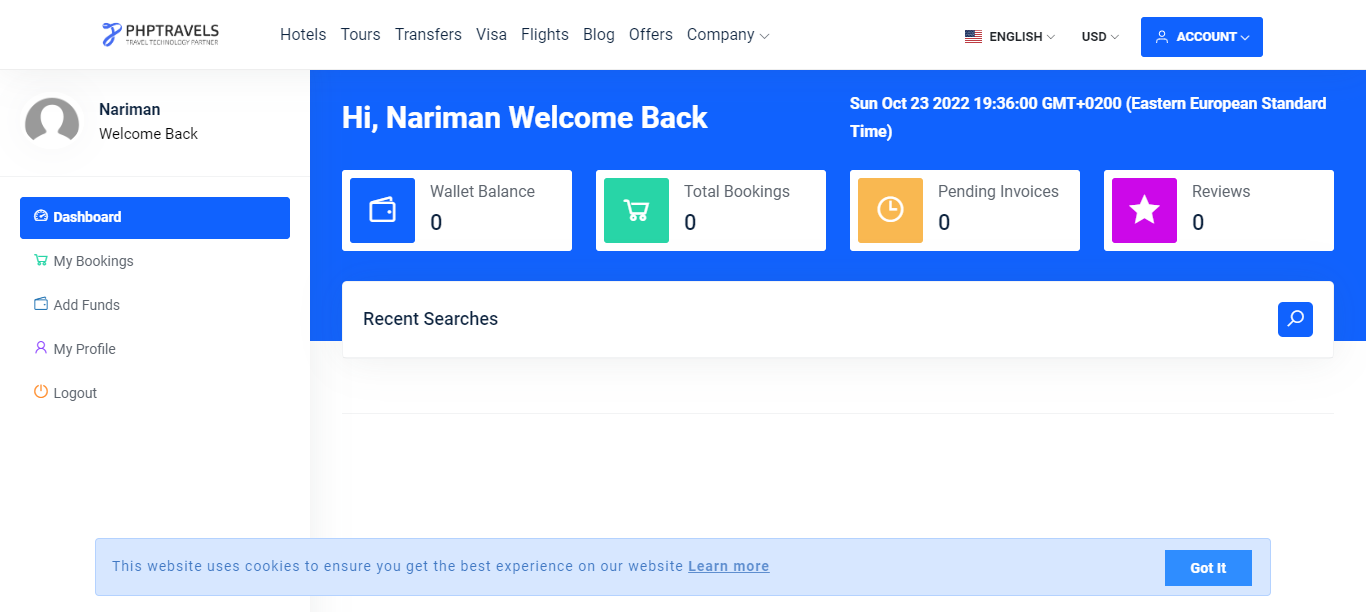 PHPTRAVELS
TRAVEL TECHNOLOGY PARTNER
Hotels Tours Transfers Visa Flights Blog Offers Company
ENGLISH USD ACCOUNT
Nariman
Welcome Back
Dashboard
My Bookings
Add Funds
My Profile
Logout
Hi, Nariman Welcome Back
Sun Oct 23 2022 19:36:00 GMT+0200 (Eastern European Standard
Time)
Wallet Balance
0
Total Bookings
0
Pending Invoices
0
Reviews
0
Recent Searches
This website uses cookies to ensure you get the best experience on our website Learn more
Got It